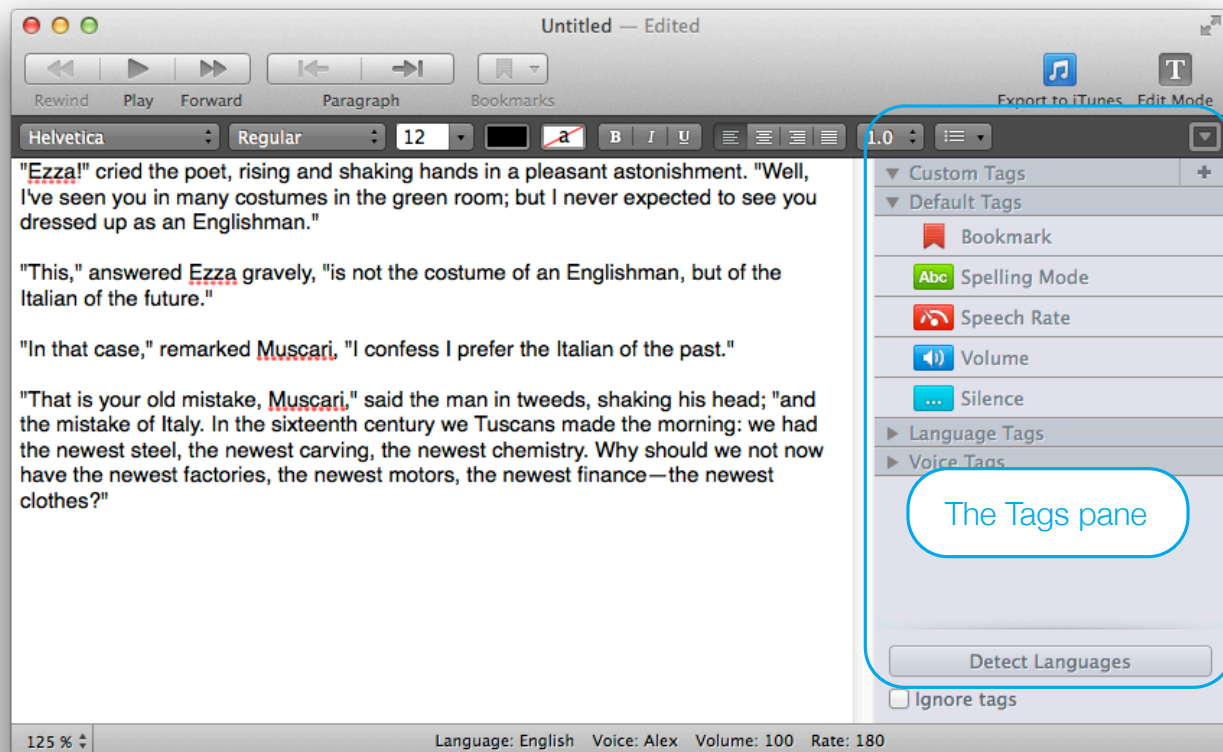 Untitled — Edited
Rewind Play Forward Paragraph Bookmarks Export to iTunes Edit Mode
Helvetica Regular 12 a B I U 1.0
"Ezza!" cried the poet, rising and shaking hands in a pleasant astonishment. "Well,
I've seen you in many costumes in the green room; but I never expected to see you
dressed up as an Englishman."
"This," answered Ezza gravely, "is not the costume of an Englishman, but of the
Italian of the future."
"In that case," remarked Muscari, "I confess I prefer the Italian of the past."
"That is your old mistake, Muscari," said the man in tweeds, shaking his head; "and
the mistake of Italy. In the sixteenth century we Tuscans made the morning: we had
the newest steel, the newest carving, the newest chemistry. Why should we not now
have the newest factories, the newest motors, the newest finance—the newest
clothes?"
Custom Tags
Default Tags
Bookmark
Abc Spelling Mode
Speech Rate
Volume
... Silence
Language Tags
Voice Tags
The Tags pane
Detect Languages
Ignore tags
125 % Language: English Voice: Alex Volume: 100 Rate: 180